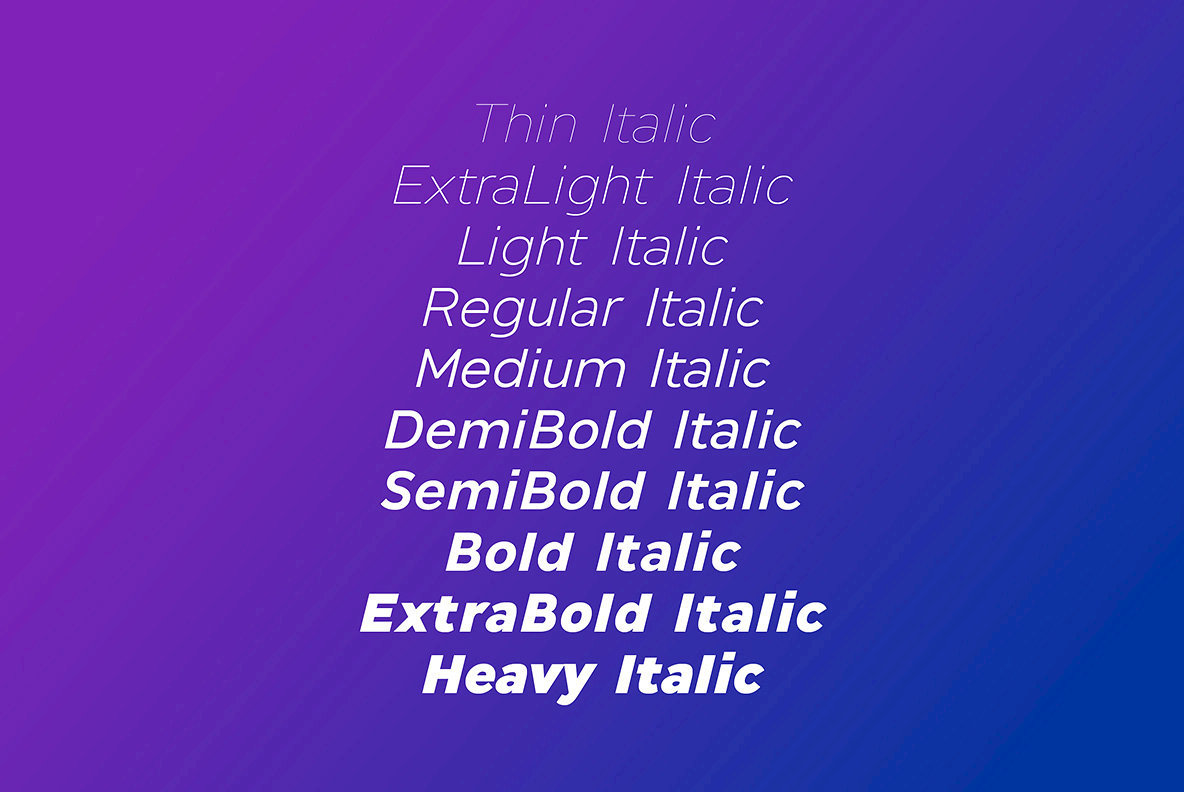 Thin Italic
ExtraLight Italic
Light Italic
Regular Italic
Medium Italic
DemiBold Italic
SemiBold Italic
Bold Italic
ExtraBold Italic
Heavy Italic